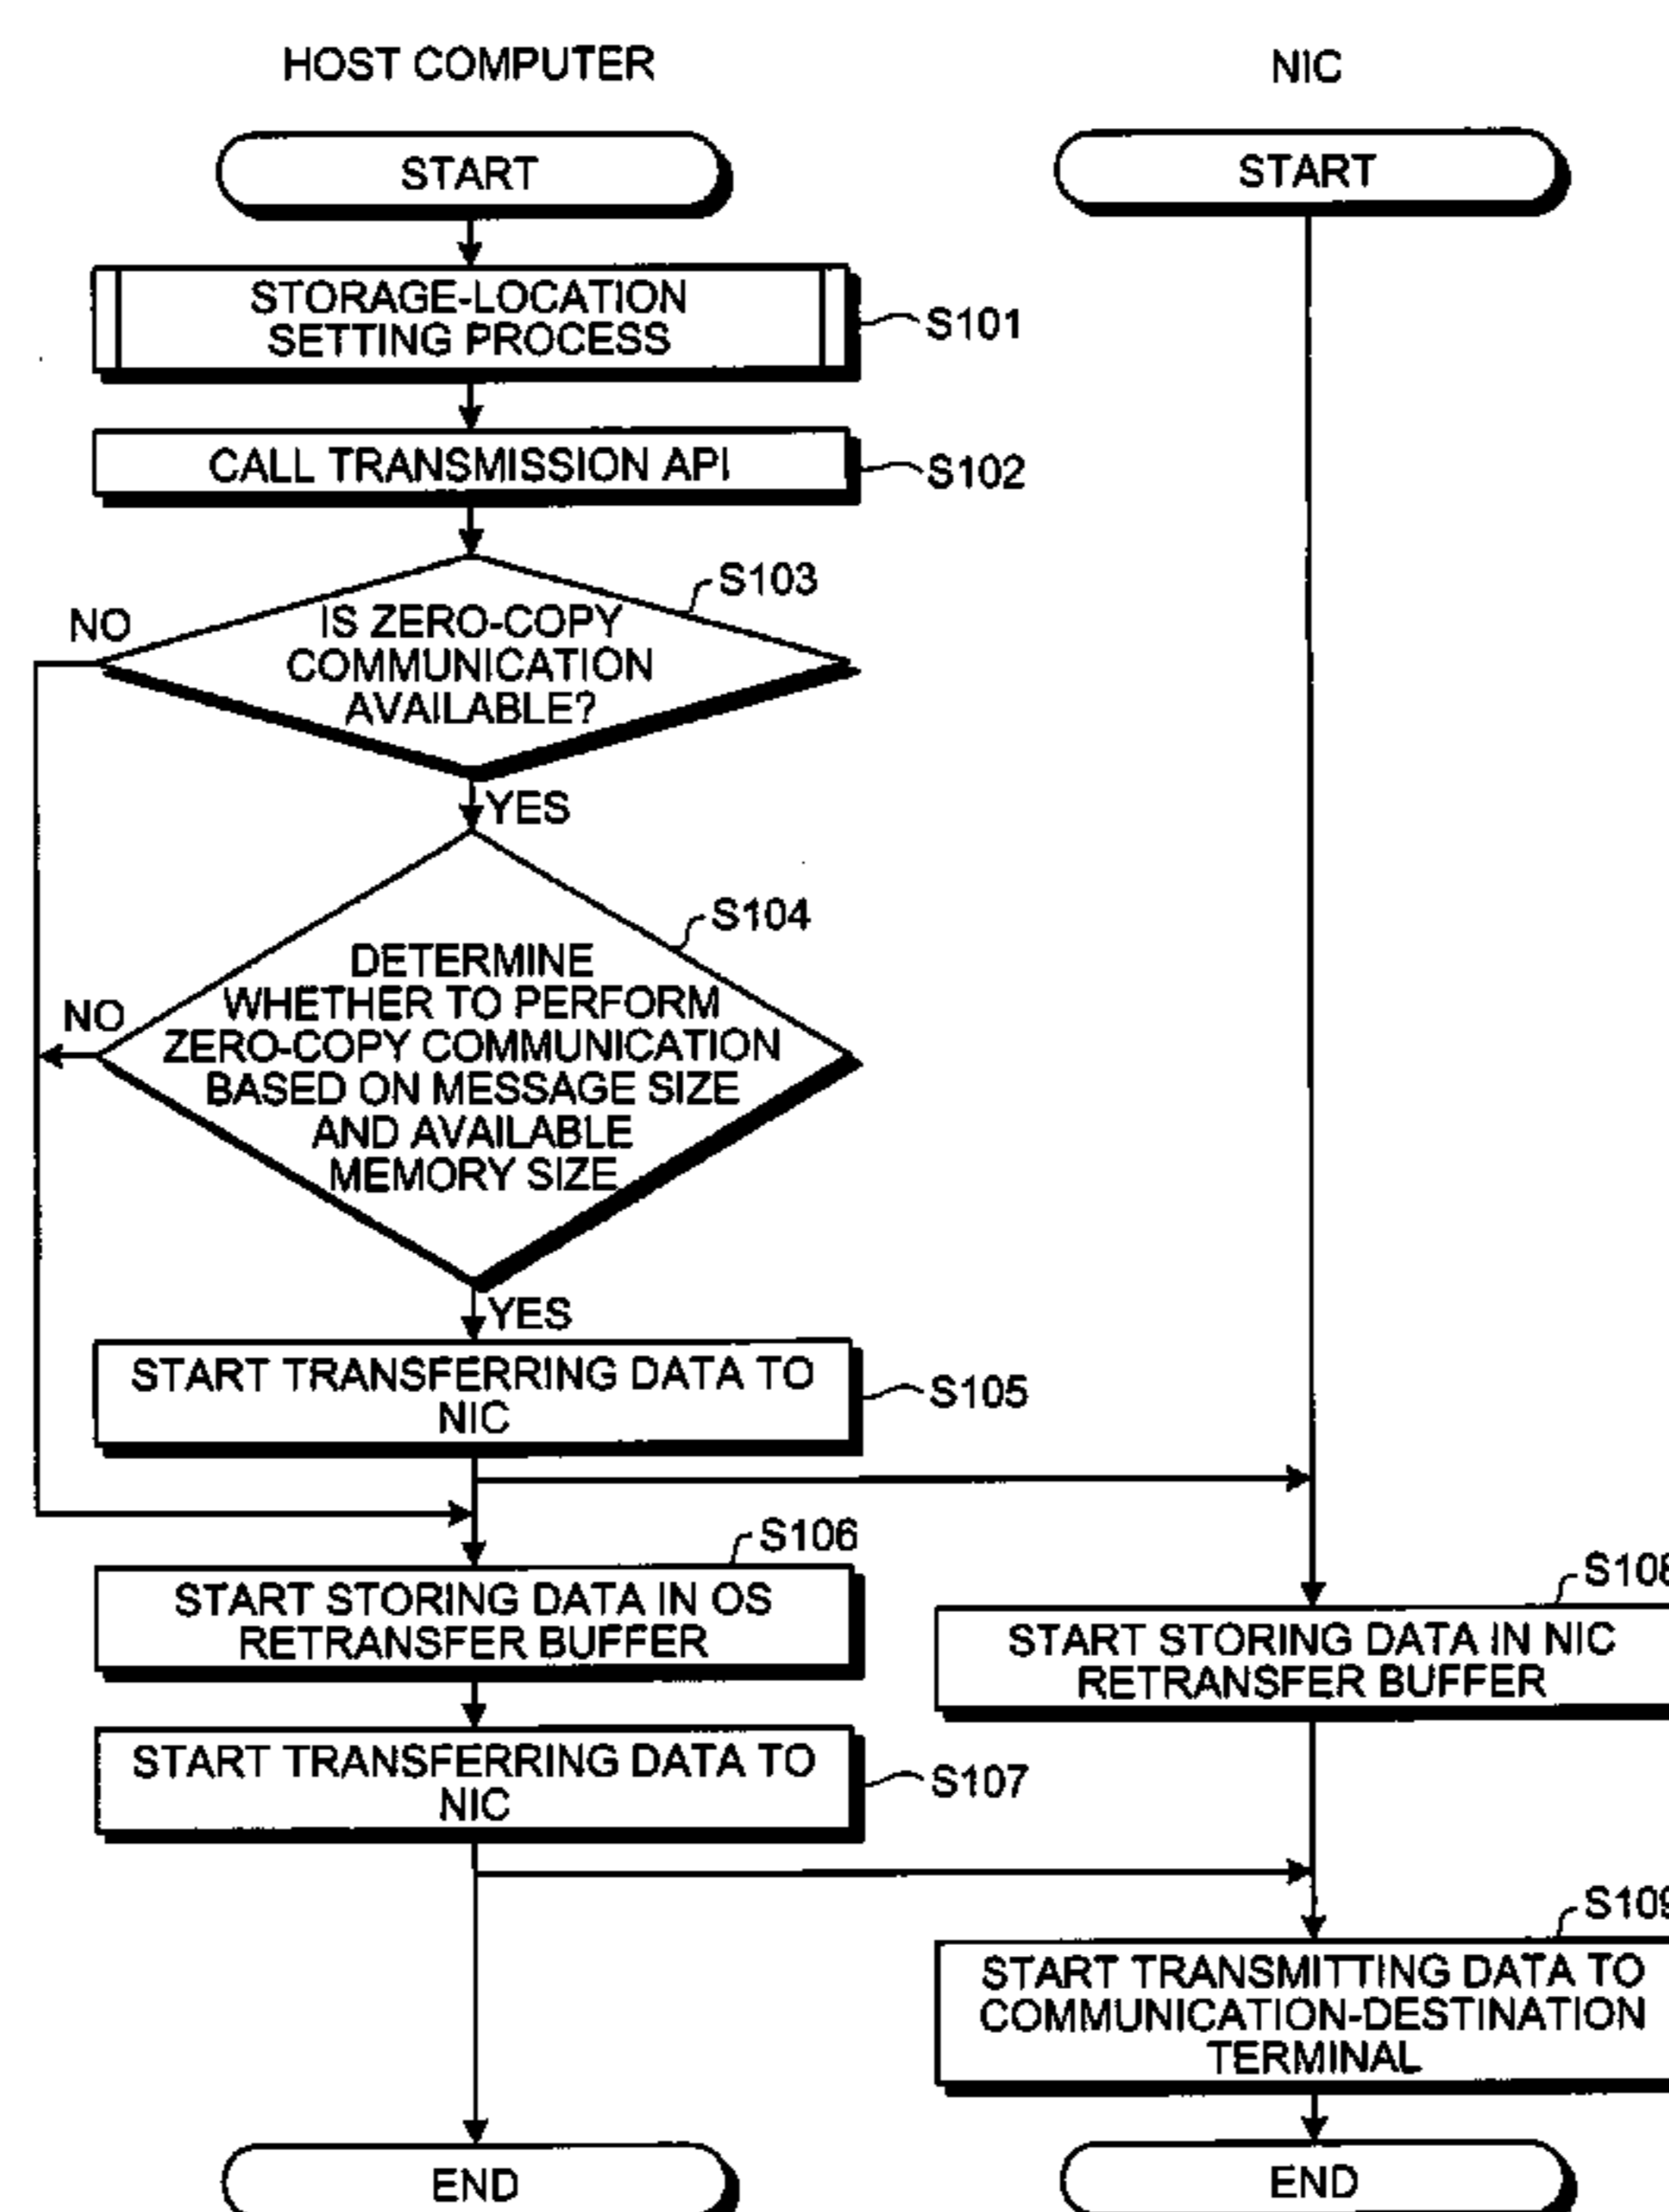 HOST COMPUTER
NIC
START
START
STORAGE-LOCATION
SETTING PROCESS
S101
CALL TRANSMISSION API
S102
S103
NO
IS ZERO-COPY
COMMUNICATION
AVAILABLE?
YES
S104
NO
DETERMINE
WHETHER TO PERFORM
ZERO-COPY COMMUNICATION
BASED ON MESSAGE SIZE
AND AVAILABLE
MEMORY SIZE
YES
START TRANSFERRING DATA TO
NIC
S105
S106
START STORING DATA IN OS
RETRANSFER BUFFER
S108
START STORING DATA IN NIC
RETRANSFER BUFFER
START TRANSFERRING DATA TO
NIC
S107
S109
START TRANSMITTING DATA TO
COMMUNICATION-DESTINATION
TERMINAL
END
END